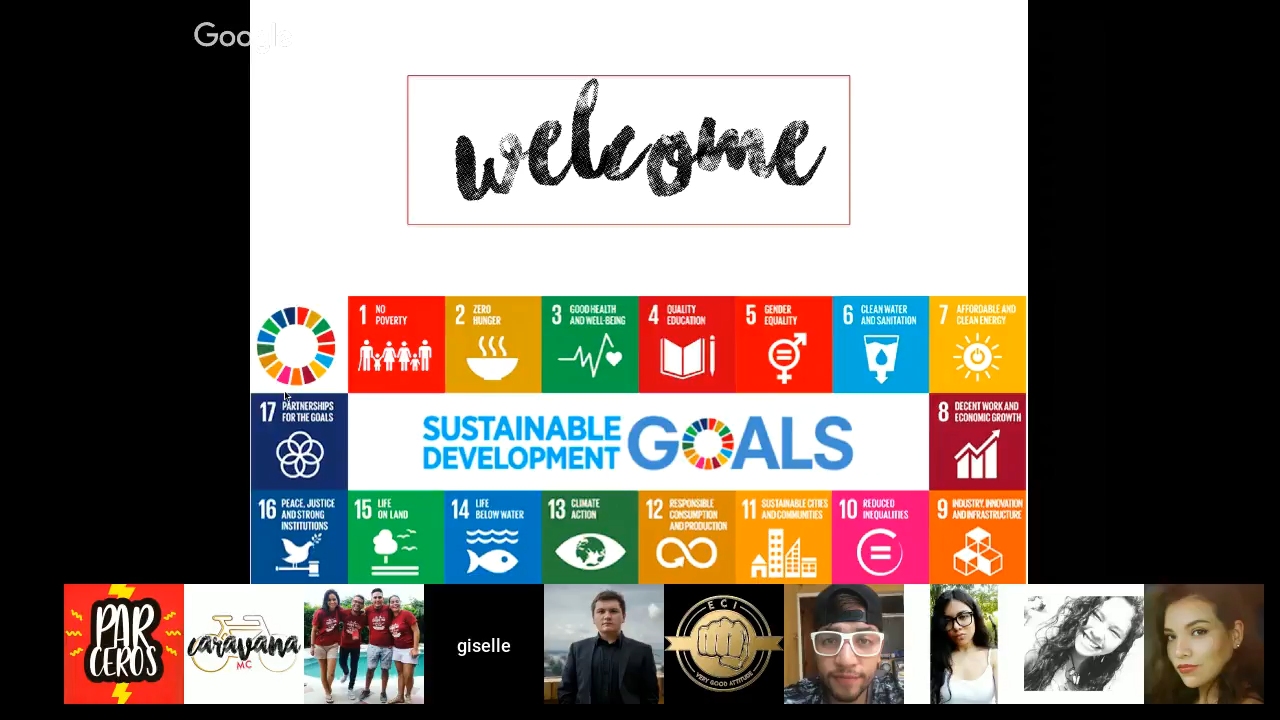 Google
welcome
1 NO
POVERTY
2 ZERO
HUNGER
3 GOOD HEALTH
AND WELL-BEING
4 QUALITY
EDUCATION
5 GENDER
EQUALITY
6 CLEAN WATER
AND SANITATION
7 AFFORDABLE AND
CLEAN ENERGY
17 PARTNERSHIPS
FOR THE GOALS
SUSTAINABLE
DEVELOPMENT
GOALS
8 DECENT WORK AND
ECONOMIC GROWTH
16 PEACE, JUSTICE
AND STRONG
INSTITUTIONS
15 LIFE
ON LAND
14 LIFE
BELOW WATER
13 CLIMATE
ACTION
12 RESPONSIBLE
CONSUMPTION
AND PRODUCTION
11 SUSTAINABLE CITIES
AND COMMUNITIES
10 REDUCED
INEQUALITIES
9 INDUSTRY, INNOVATION
AND INFRASTRUCTURE
PAR
CEROS
caravana
MC
giselle
ECI
VERY GOOD ATTITUDE